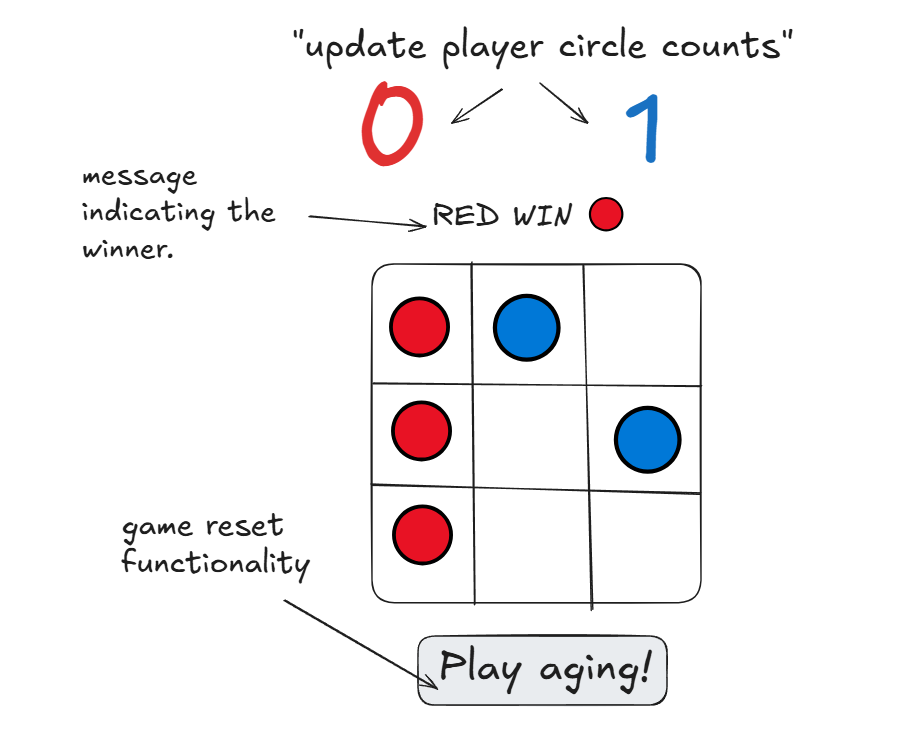 "update player circle counts"
0 1
message
indicating the
winner.
RED WIN
game reset
functionality
Play aging!